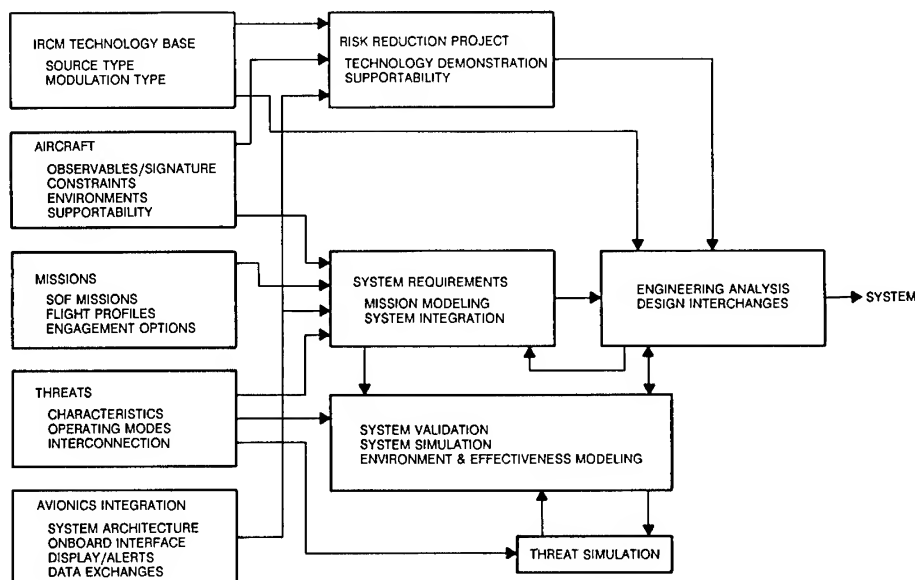 IRCM TECHNOLOGY BASE
SOURCE TYPE
MODULATION TYPE
RISK REDUCTION PROJECT
TECHNOLOGY DEMONSTRATION
SUPPORTABILITY
AIRCRAFT
OBSERVABLES/SIGNATURE
CONSTRAINTS
ENVIRONMENTS
SUPPORTABILITY
MISSIONS
SOF MISSIONS
FLIGHT PROFILES
ENGAGEMENT OPTIONS
SYSTEM REQUIREMENTS
MISSION MODELING
SYSTEM INTEGRATION
ENGINEERING ANALYSIS
DESIGN INTERCHANGES
SYSTEM
THREATS
CHARACTERISTICS
OPERATING MODES
INTERCONNECTION
SYSTEM VALIDATION
SYSTEM SIMULATION
ENVIRONMENT & EFFECTIVENESS MODELING
AVIONICS INTEGRATION
SYSTEM ARCHITECTURE
ONBOARD INTERFACE
DISPLAY/ALERTS
DATA EXCHANGES
THREAT SIMULATION